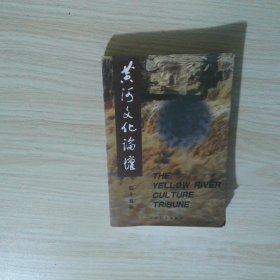 黄河文化论坛
THE
YELLOW RIVER
CULTURE
TRIBUNE